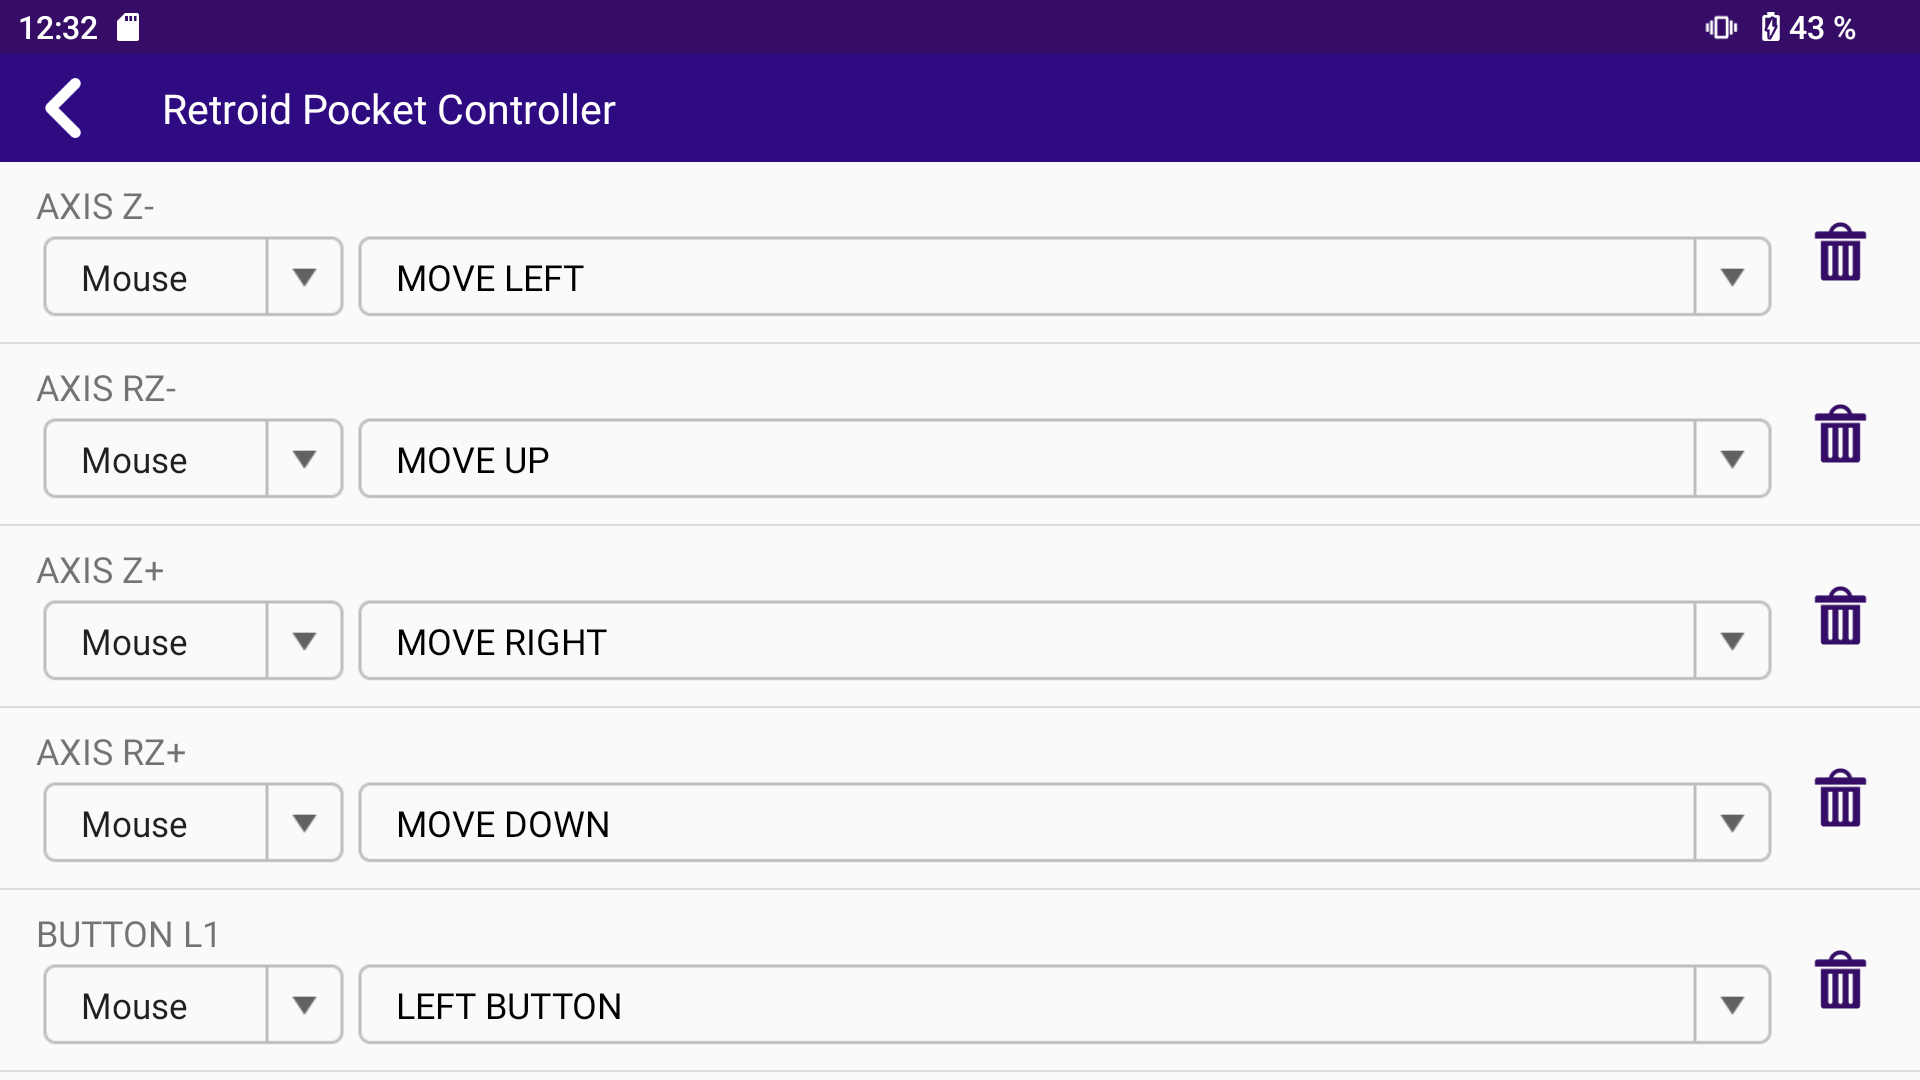 12:32 43 %
Retroid Pocket Controller
AXIS Z-
Mouse MOVE LEFT
AXIS RZ-
Mouse MOVE UP
AXIS Z+
Mouse MOVE RIGHT
AXIS RZ+
Mouse MOVE DOWN
BUTTON L1
Mouse LEFT BUTTON